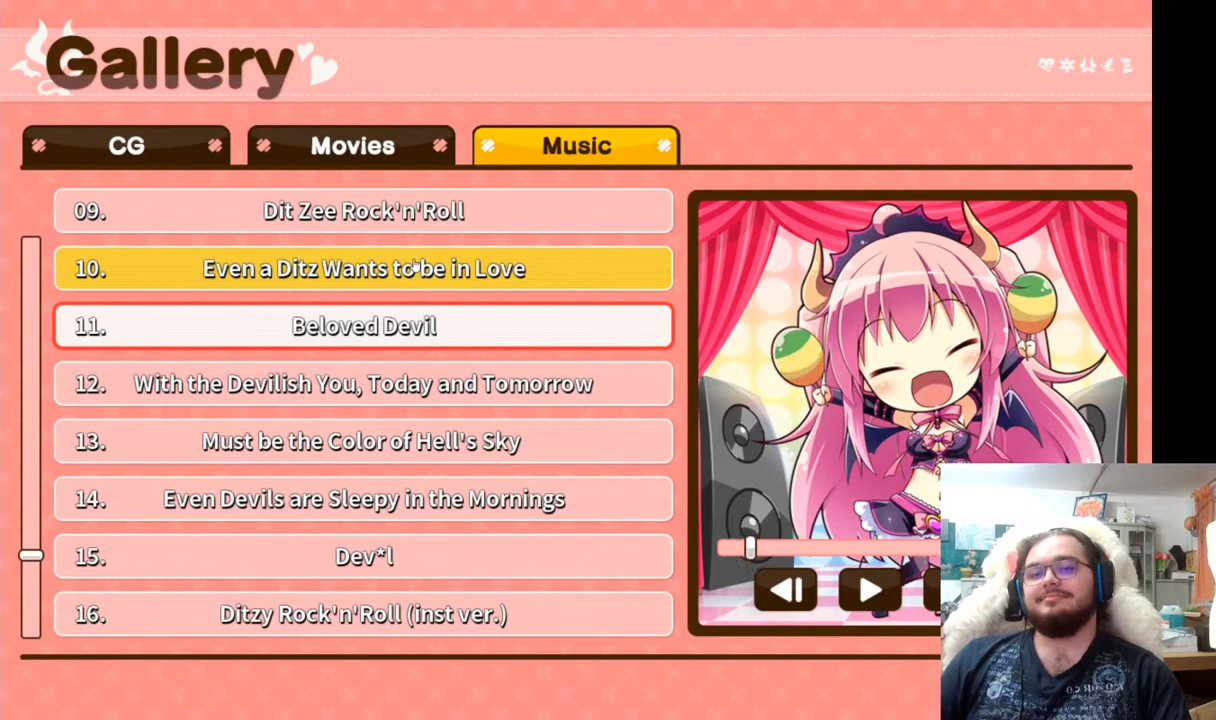 Gallery
CG
Movies
Music
09. Dit Zee Rock'n'Roll
10. Even a Ditz Wants to be in Love
11. Beloved Devil
12. With the Devilish You, Today and Tomorrow
13. Must be the Color of Hell's Sky
14. Even Devils are Sleepy in the Mornings
15. Dev*l
16. Ditzy Rock'n'Roll (inst ver.)